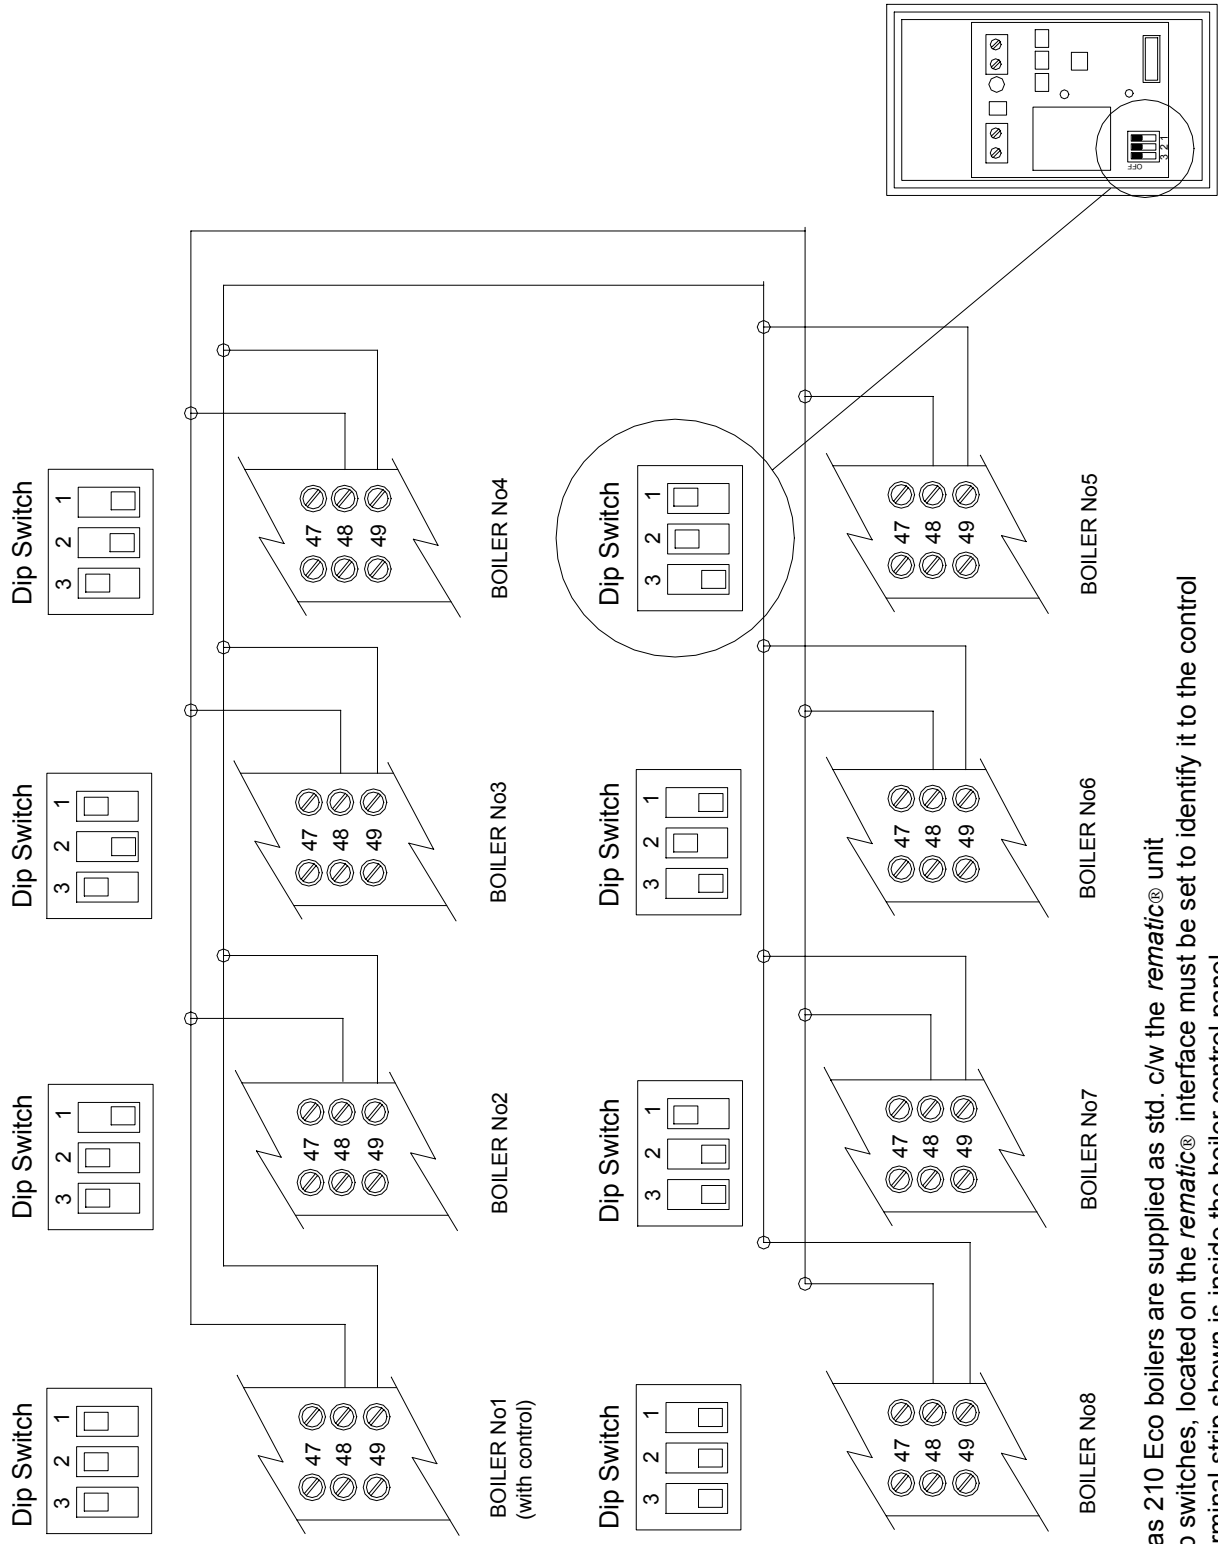 Dip Switch Dip Switch Dip Switch Dip Switch
3 2 1 3 2 1 3 2 1 3 2 1
47 47 47 47
48 48 48 48
49 49 49 49
BOILER No1 BOILER No2 BOILER No3 BOILER No4
(with control)
Dip Switch Dip Switch Dip Switch Dip Switch
3 2 1 3 2 1 3 2 1 3 2 1
47 47 47 47
48 48 48 48
49 49 49 49
BOILER No8 BOILER No7 BOILER No6 BOILER No5
OFF
3 2 1
as 210 Eco boilers are supplied as std. c/w the rematic® unit
switches, located on the rematic® interface must be set to identify it to the control
strip shown is inside the boiler control panel